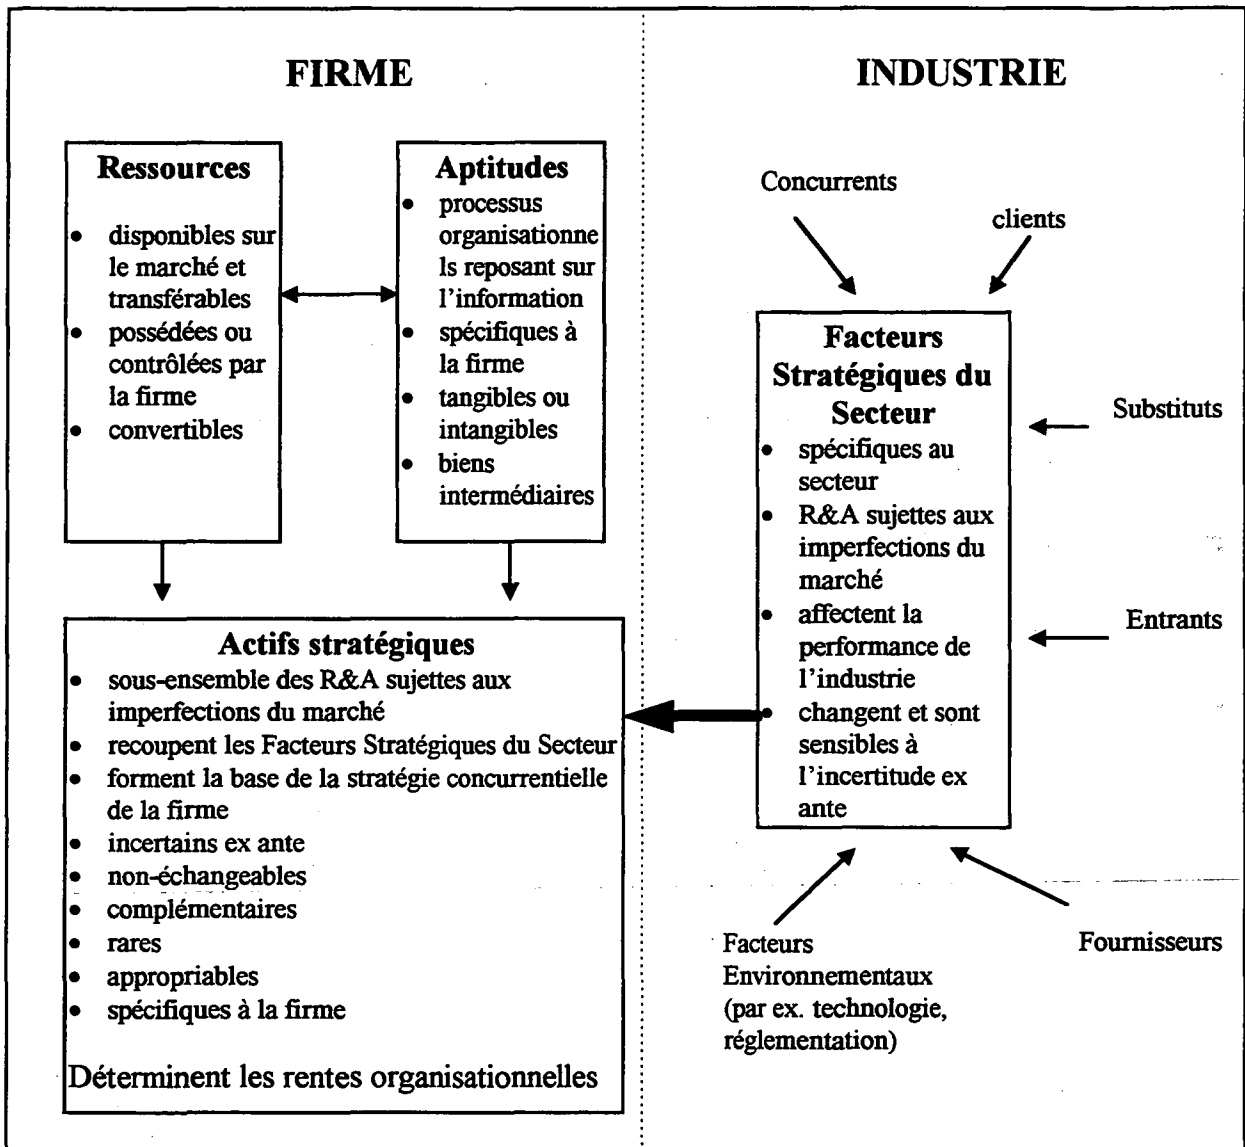 FIRME
Ressources
• disponibles sur
le marché et
transférables
• possédées ou
contrôlées par
la firme
• convertibles
Aptitudes
• processus
organisationne
ls reposant sur
l'information
• spécifiques à
la firme
• tangibles ou
intangibles
• biens
intermédiaires
Actifs stratégiques
• sous-ensemble des R&A sujettes aux
imperfections du marché
• recoupent les Facteurs Stratégiques du Secteur
• forment la base de la stratégie concurrentielle
de la firme
• incertains ex ante
• non-échangeables
• complémentaires
• rares
• appropriables
• spécifiques à la firme
Déterminent les rentes organisationnelles
INDUSTRIE
Concurrents
clients
Facteurs
Stratégiques du
Secteur
• spécifiques au
secteur
• R&A sujettes aux
imperfections du
marché
• affectent la
performance de
l'industrie
• changent et sont
sensibles à
l'incertitude ex
ante
Substituts
Entrants
Facteurs
Environnementaux
(par ex. technologie,
réglementation)
Fournisseurs